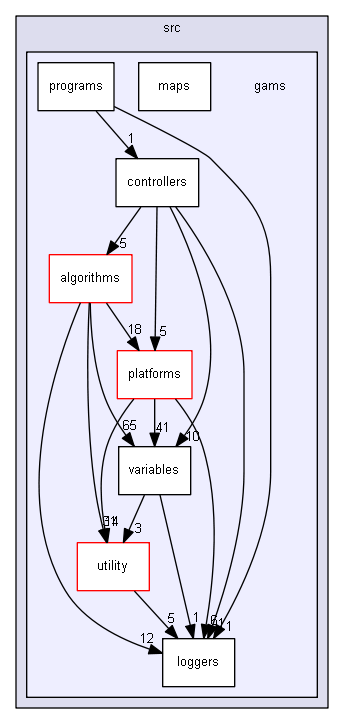 src
programs
maps
gams
1
controllers
5
algorithms
18
5
platforms
65
41
10
variables
3
utility
5
1
1
12
loggers